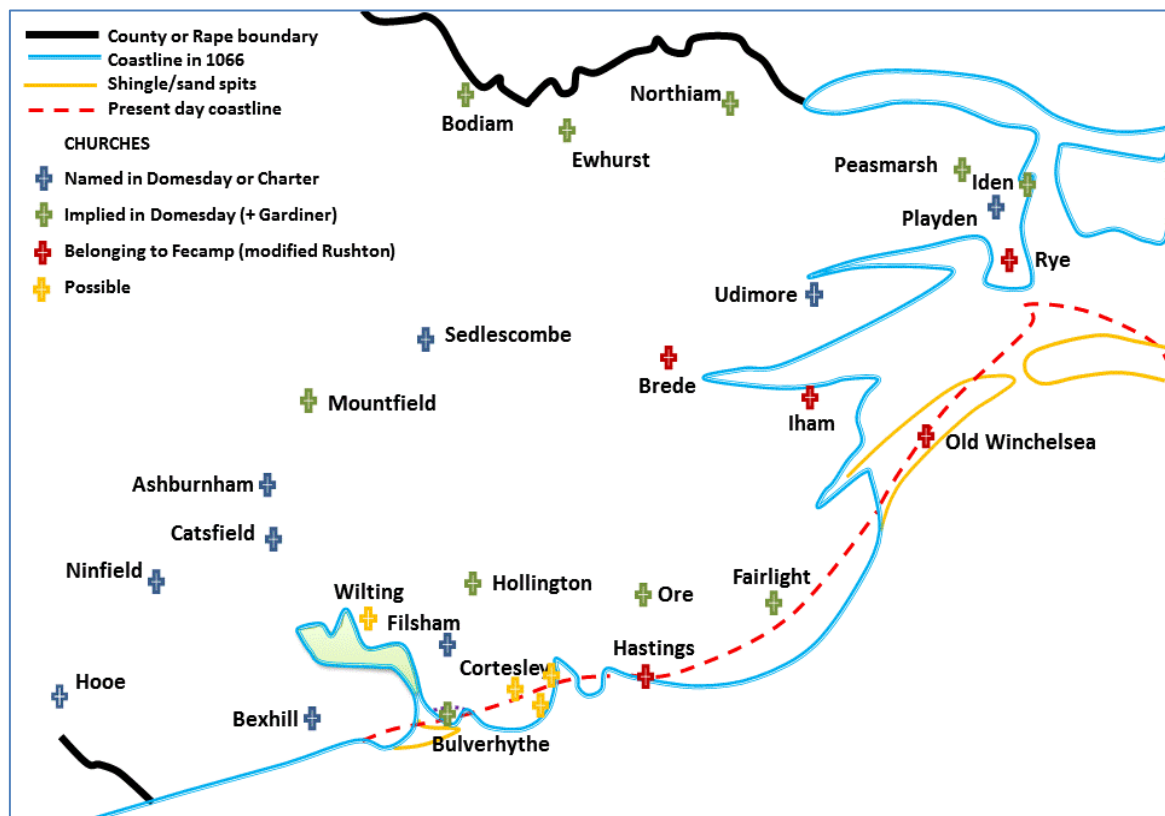 County or Rape boundary
Coastline in 1066
Shingle/sand spits
Present day coastline
CHURCHES
Named in Domesday or Charter
Implied in Domesday (+ Gardiner)
Belonging to Fecamp (modified Rushton)
Possible
Northiam
Bodiam
Ewhurst
Peasmarsh
Iden
Playden
Rye
Udimore
Sedlescombe
Brede
Mountfield
Iham
Old Winchelsea
Ashburnham
Catsfield
Ninfield
Hollington
Wilting
Ore
Fairlight
Filsham
Hastings
Cortesley
Hooe
Bexhill
Bulverhythe